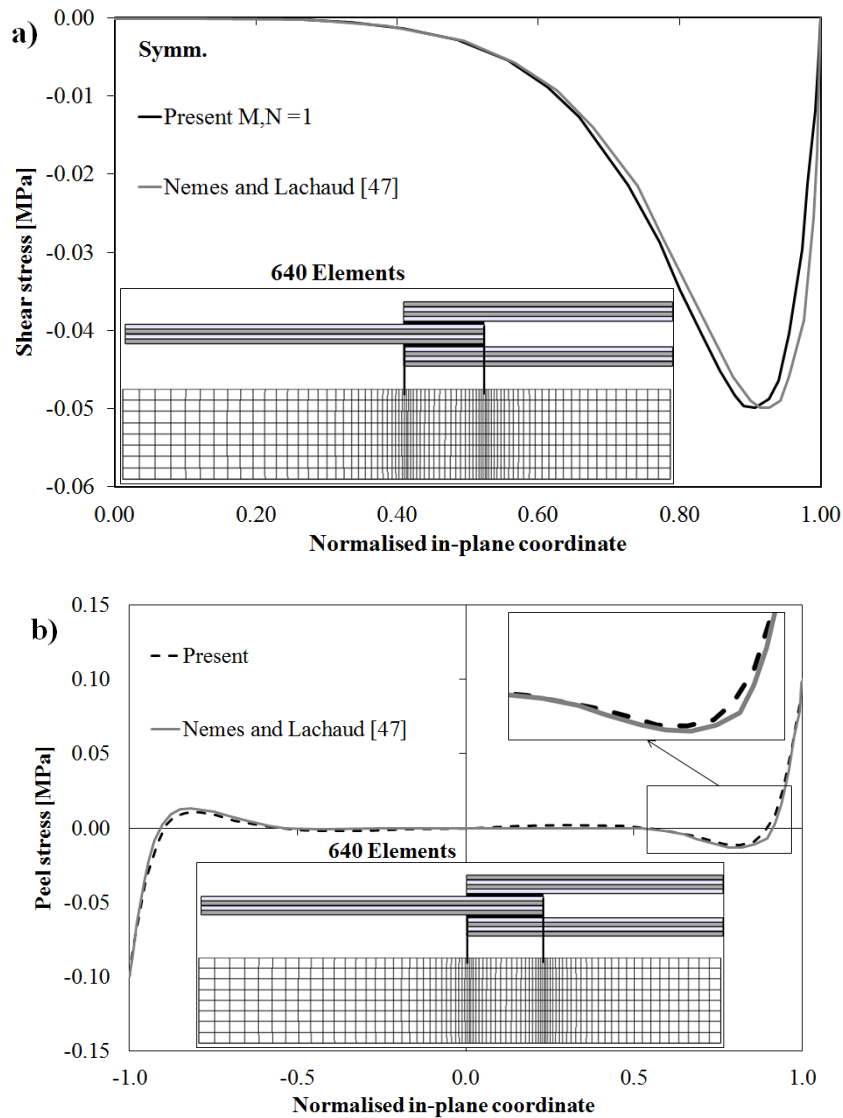 a)
0.00
-0.01
-0.02
-0.03
-0.04
-0.05
-0.06
Shear stress [MPa]
Symm.
Present M,N =1
Nemes and Lachaud [47]
640 Elements
0.00 0.20 0.40 0.60 0.80 1.00
Normalised in-plane coordinate
b)
0.15
0.10
0.05
0.00
-0.05
-0.10
-0.15
Peel stress [MPa]
Present
Nemes and Lachaud [47]
640 Elements
-1.0 -0.5 0.0 0.5 1.0
Normalised in-plane coordinate